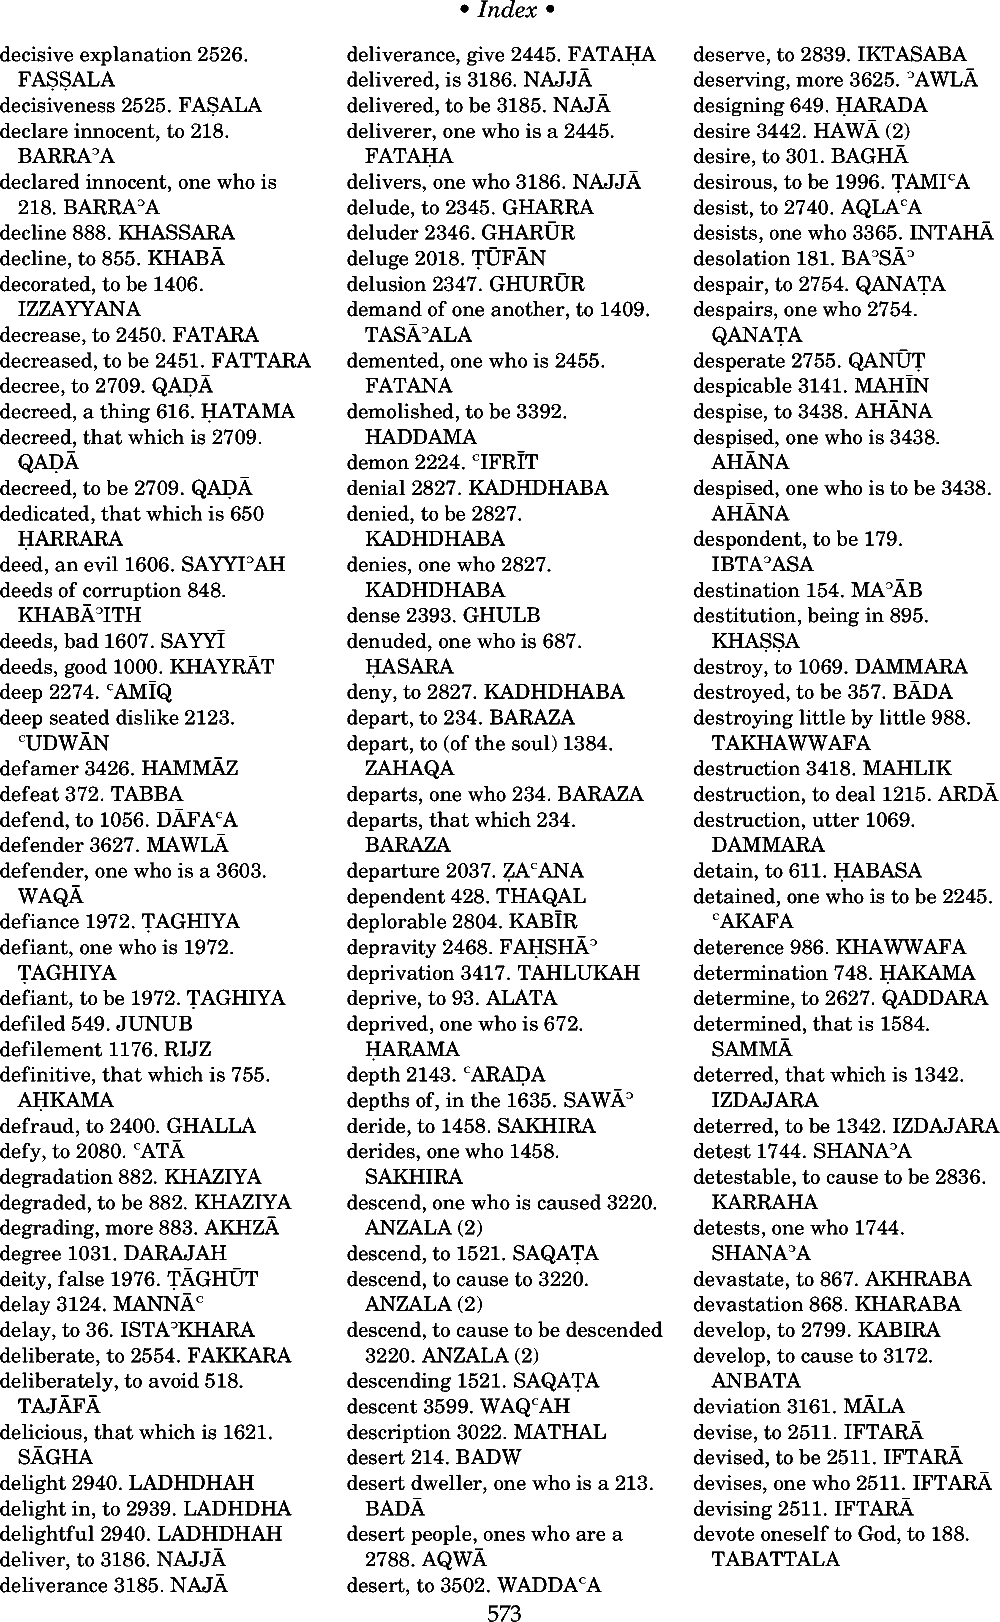 • Index •
decisive explanation 2526.
FAṢṢALA
decisiveness 2525. FAṢALA
declare innocent, to 218.
BARRAᵓA
declared innocent, one who is
218. BARRAᵓA
decline 888. KHASSARA
decline, to 855. KHABĀ
decorated, to be 1406.
IZZAYYANA
decrease, to 2450. FATARA
decreased, to be 2451. FATTARA
decree, to 2709. QAḌĀ
decreed, a thing 616. ḤATAMA
decreed, that which is 2709.
QAḌĀ
decreed, to be 2709. QAḌĀ
dedicated, that which is 650
ḤARRARA
deed, an evil 1606. SAYYIᵓAH
deeds of corruption 848.
KHABĀᵓITH
deeds, bad 1607. SAYYĪ
deeds, good 1000. KHAYRĀT
deep 2274. ᶜAMĪQ
deep seated dislike 2123.
ᶜUDWĀN
defamer 3426. HAMMĀZ
defeat 372. TABBA
defend, to 1056. DĀFAᶜA
defender 3627. MAWLĀ
defender, one who is a 3603.
WAQĀ
defiance 1972. ṬAGHIYA
defiant, one who is 1972.
ṬAGHIYA
defiant, to be 1972. ṬAGHIYA
defiled 549. JUNUB
defilement 1176. RIJZ
definitive, that which is 755.
AḤKAMA
defraud, to 2400. GHALLA
defy, to 2080. ᶜATĀ
degradation 882. KHAZIYA
degraded, to be 882. KHAZIYA
degrading, more 883. AKHZĀ
degree 1031. DARAJAH
deity, false 1976. ṬĀGHŪT
delay 3124. MANNĀᶜ
delay, to 36. ISTAᵓKHARA
deliberate, to 2554. FAKKARA
deliberately, to avoid 518.
TAJĀFĀ
delicious, that which is 1621.
SĀGHA
delight 2940. LADHDHAH
delight in, to 2939. LADHDHA
delightful 2940. LADHDHAH
deliver, to 3186. NAJJĀ
deliverance 3185. NAJĀ
deliverance, give 2445. FATAḤA
delivered, is 3186. NAJJĀ
delivered, to be 3185. NAJĀ
deliverer, one who is a 2445.
FATAḤA
delivers, one who 3186. NAJJĀ
delude, to 2345. GHARRA
deluder 2346. GHARŪR
deluge 2018. ṬŪFĀN
delusion 2347. GHURŪR
demand of one another, to 1409.
TASĀᵓALA
demented, one who is 2455.
FATANA
demolished, to be 3392.
HADDAMA
demon 2224. ᶜIFRĪT
denial 2827. KADHDHABA
denied, to be 2827.
KADHDHABA
denies, one who 2827.
KADHDHABA
dense 2393. GHULB
denuded, one who is 687.
ḤASARA
deny, to 2827. KADHDHABA
depart, to 234. BARAZA
depart, to (of the soul) 1384.
ZAHAQA
departs, one who 234. BARAZA
departs, that which 234.
BARAZA
departure 2037. ẒAᶜANA
dependent 428. THAQAL
deplorable 2804. KABĪR
depravity 2468. FAḤSHĀᵓ
deprivation 3417. TAHLUKAH
deprive, to 93. ALATA
deprived, one who is 672.
ḤARAMA
depth 2143. ᶜARAḌA
depths of, in the 1635. SAWĀᵓ
deride, to 1458. SAKHIRA
derides, one who 1458.
SAKHIRA
descend, one who is caused 3220.
ANZALA (2)
descend, to 1521. SAQAṬA
descend, to cause to 3220.
ANZALA (2)
descend, to cause to be descended
3220. ANZALA (2)
descending 1521. SAQAṬA
descent 3599. WAQᶜAH
description 3022. MATHAL
desert 214. BADW
desert dweller, one who is a 213.
BADĀ
desert people, ones who are a
2788. AQWĀ
desert, to 3502. WADDAᶜA
deserve, to 2839. IKTASABA
deserving, more 3625. ᵓAWLĀ
designing 649. ḤARADA
desire 3442. HAWĀ (2)
desire, to 301. BAGHĀ
desirous, to be 1996. ṬAMIᶜA
desist, to 2740. AQLAᶜA
desists, one who 3365. INTAHĀ
desolation 181. BAᵓSĀᵓ
despair, to 2754. QANAṬA
despairs, one who 2754.
QANAṬA
desperate 2755. QANŪṬ
despicable 3141. MAHĪN
despise, to 3438. AHĀNA
despised, one who is 3438.
AHĀNA
despised, one who is to be 3438.
AHĀNA
despondent, to be 179.
IBTAᵓASA
destination 154. MAᵓĀB
destitution, being in 895.
KHAṢṢA
destroy, to 1069. DAMMARA
destroyed, to be 357. BĀDA
destroying little by little 988.
TAKHAWWAFA
destruction 3418. MAHLIK
destruction, to deal 1215. ARDĀ
destruction, utter 1069.
DAMMARA
detain, to 611. ḤABASA
detained, one who is to be 2245.
ᶜAKAFA
deterence 986. KHAWWAFA
determination 748. ḤAKAMA
determine, to 2627. QADDARA
determined, that is 1584.
SAMMĀ
deterred, that which is 1342.
IZDAJARA
deterred, to be 1342. IZDAJARA
detest 1744. SHANAᵓA
detestable, to cause to be 2836.
KARRAHA
detests, one who 1744.
SHANAᵓA
devastate, to 867. AKHRABA
devastation 868. KHARABA
develop, to 2799. KABIRA
develop, to cause to 3172.
ANBATA
deviation 3161. MĀLA
devise, to 2511. IFTARĀ
devised, to be 2511. IFTARĀ
devises, one who 2511. IFTARĀ
devising 2511. IFTARĀ
devote oneself to God, to 188.
TABATTALA
573